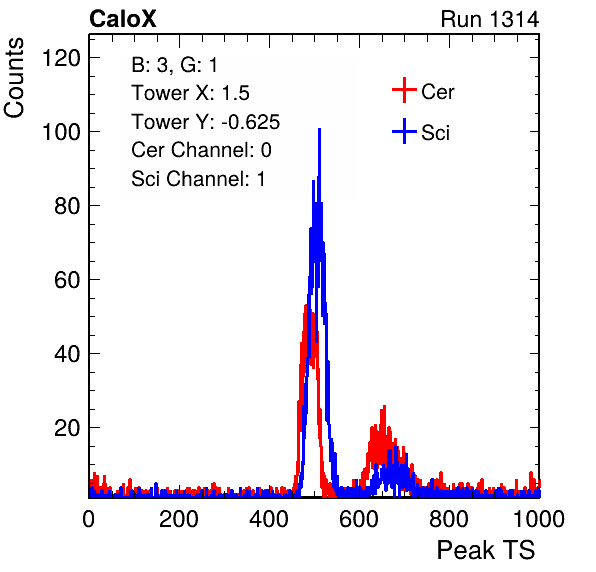 CaloX Run 1314
Counts
120
100
80
60
40
20
B: 3, G: 1
Tower X: 1.5
Tower Y: -0.625
Cer Channel: 0
Sci Channel: 1
Cer
Sci
0 200 400 600 800 1000
Peak TS